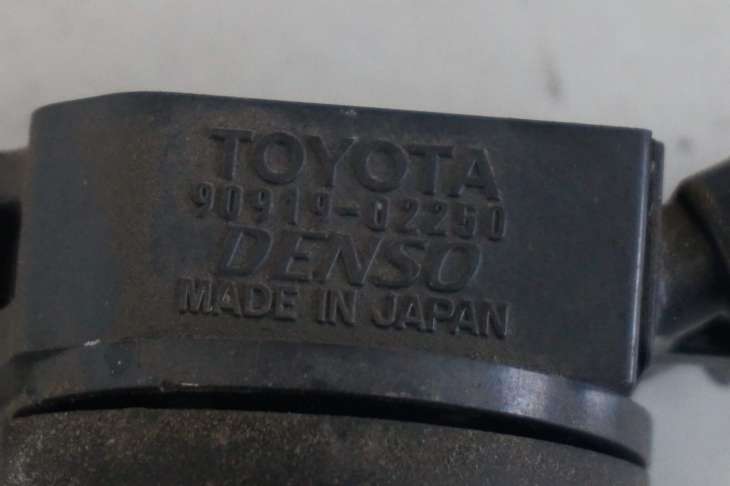 TOYOTA
90919-02250
DENSO
MADE IN JAPAN